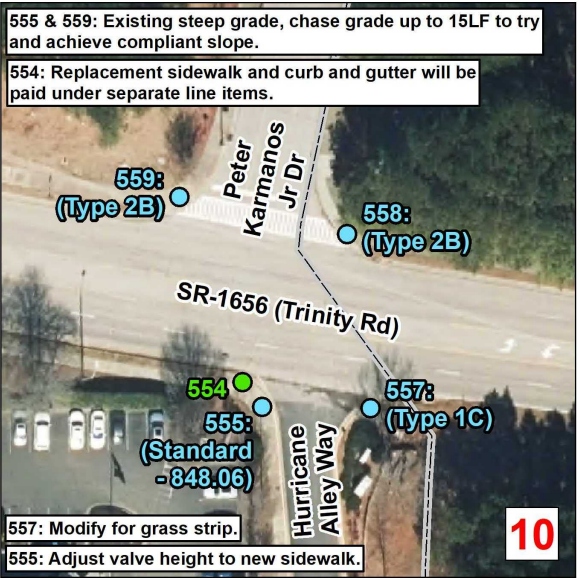 555 & 559: Existing steep grade, chase grade up to 15LF to try
and achieve compliant slope.
554: Replacement sidewalk and curb and gutter will be
paid under separate line items.
Peter
Karmanos
Jr Dr
559:
(Type 2B)
558:
(Type 2B)
SR-1656 (Trinity Rd)
554
555:
(Standard
- 848.06)
557:
(Type 1C)
Hurricane
Alley Way
557: Modify for grass strip.
555: Adjust valve height to new sidewalk.
10